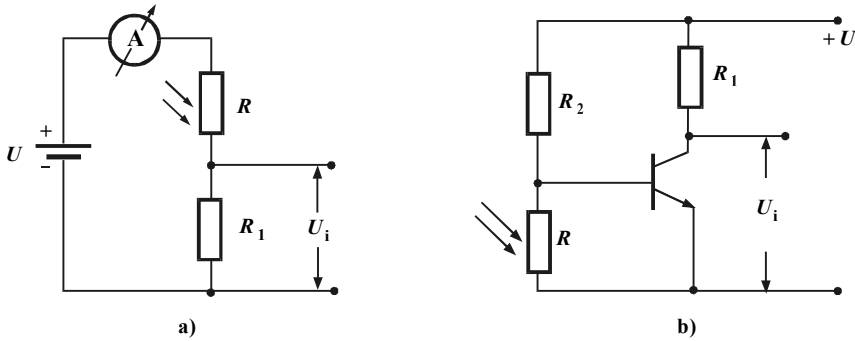 A
R
U
+
-
R1
Ui
a)
+ U
R1
R2
Ui
R
b)